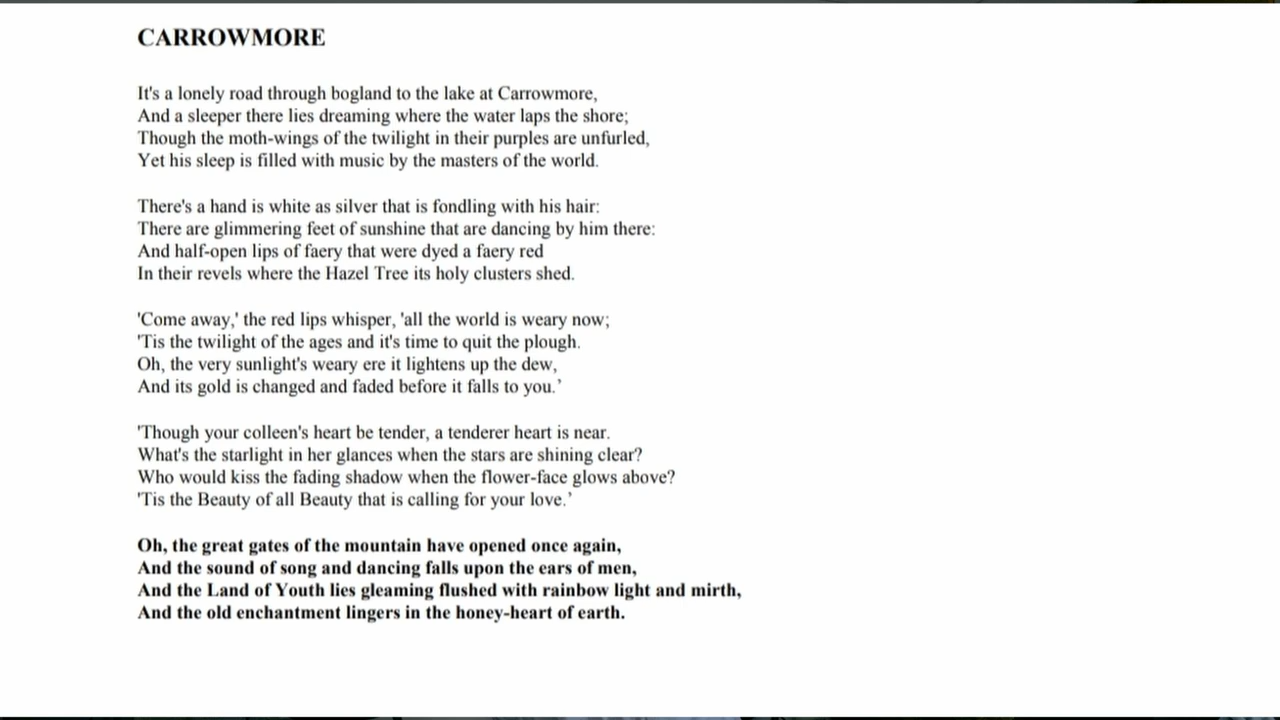 CARROWMORE
It's a lonely road through bogland to the lake at Carrowmore,
And a sleeper there lies dreaming where the water laps the shore;
Though the moth-wings of the twilight in their purples are unfurled,
Yet his sleep is filled with music by the masters of the world.
There's a hand is white as silver that is fondling with his hair:
There are glimmering feet of sunshine that are dancing by him there:
And half-open lips of faery that were dyed a faery red
In their revels where the Hazel Tree its holy clusters shed.
'Come away,' the red lips whisper, 'all the world is weary now;
'Tis the twilight of the ages and it's time to quit the plough.
Oh, the very sunlight's weary ere it lightens up the dew,
And its gold is changed and faded before it falls to you.’
'Though your colleen's heart be tender, a tenderer heart is near.
What's the starlight in her glances when the stars are shining clear?
Who would kiss the fading shadow when the flower-face glows above?
'Tis the Beauty of all Beauty that is calling for your love.’
Oh, the great gates of the mountain have opened once again,
And the sound of song and dancing falls upon the ears of men,
And the Land of Youth lies gleaming flushed with rainbow light and mirth,
And the old enchantment lingers in the honey-heart of earth.